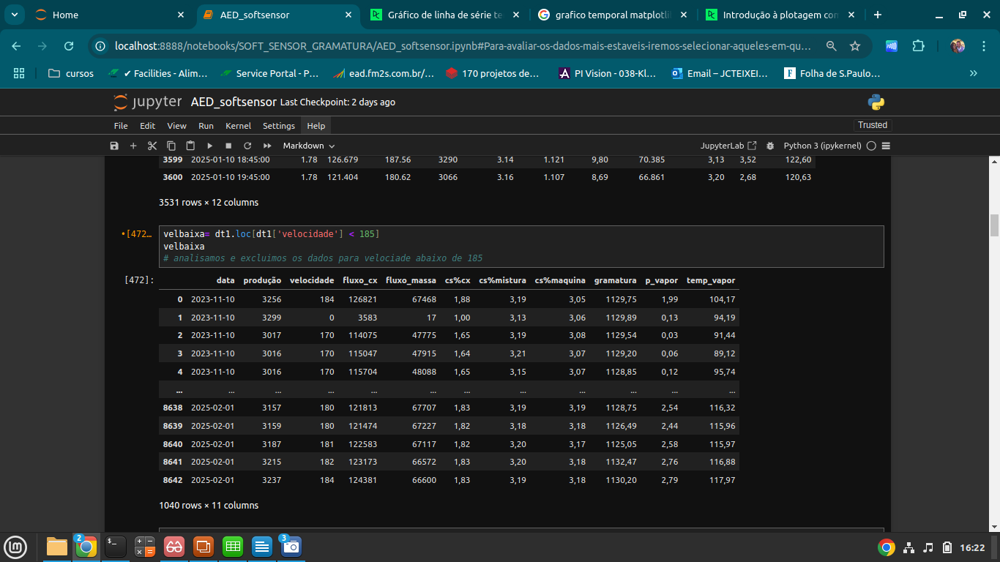 Home
AED_softsensor
Gráfico de linha de série te
grafico temporal matplotli
Introdução à plotagem con
localhost:8888/notebooks/SOFT_SENSOR_GRAMATURA/AED_softsensor.ipynb#Para-avaliar-os-dados-mais-estaveis-iremos-selecionar-aqueles-em-qu...
cursos
✔ Facilities - Alim...
Service Portal - P...
ead.fm2s.com.br/...
170 projetos de...
PI Vision - 038-Kl...
Email – JCTEIXEI...
Folha de S.Paulo...
jupyter AED_softsensor Last Checkpoint: 2 days ago
File Edit View Run Kernel Settings Help
Trusted
Markdown
JupyterLab
Python 3 (ipykernel)
3599 2025-01-10 18:45:00 1.78 126.679 187.56 3290 3.14 1.121 9,80 70.385 3,13 3,52 122,60
3600 2025-01-10 19:45:00 1.78 121.404 180.62 3066 3.16 1.107 8,69 66.861 3,20 2,68 120,63
3531 rows × 12 columns
•[472...
velbaixa= dt1.loc[dt1['velocidade'] < 185]
velbaixa
# analisamos e excluimos os dados para velociade abaixo de 185
[472]:
data produção velocidade fluxo_cx fluxo_massa cs%cx cs%mistura cs%maquina gramatura p_vapor temp_vapor
0 2023-11-10 3256 184 126821 67468 1,88 3,19 3,05 1129,75 1,99 104,17
1 2023-11-10 3299 0 3583 17 1,00 3,13 3,06 1129,89 0,13 94,19
2 2023-11-10 3017 170 114075 47775 1,65 3,19 3,08 1129,54 0,03 91,44
3 2023-11-10 3016 170 115047 47915 1,64 3,21 3,07 1129,20 0,06 89,12
4 2023-11-10 3016 170 115704 48088 1,65 3,15 3,07 1128,85 0,12 95,74
... ... ... ... ... ... ... ... ... ... ... ...
8638 2025-02-01 3157 180 121813 67707 1,83 3,19 3,19 1128,75 2,54 116,32
8639 2025-02-01 3159 180 121474 67227 1,82 3,18 3,18 1126,49 2,44 115,96
8640 2025-02-01 3187 181 122583 67117 1,82 3,20 3,17 1125,05 2,58 115,97
8641 2025-02-01 3215 182 123173 66572 1,83 3,20 3,18 1132,47 2,76 116,88
8642 2025-02-01 3237 184 124381 66600 1,83 3,19 3,18 1130,20 2,79 117,97
1040 rows × 11 columns
2
3
16:22